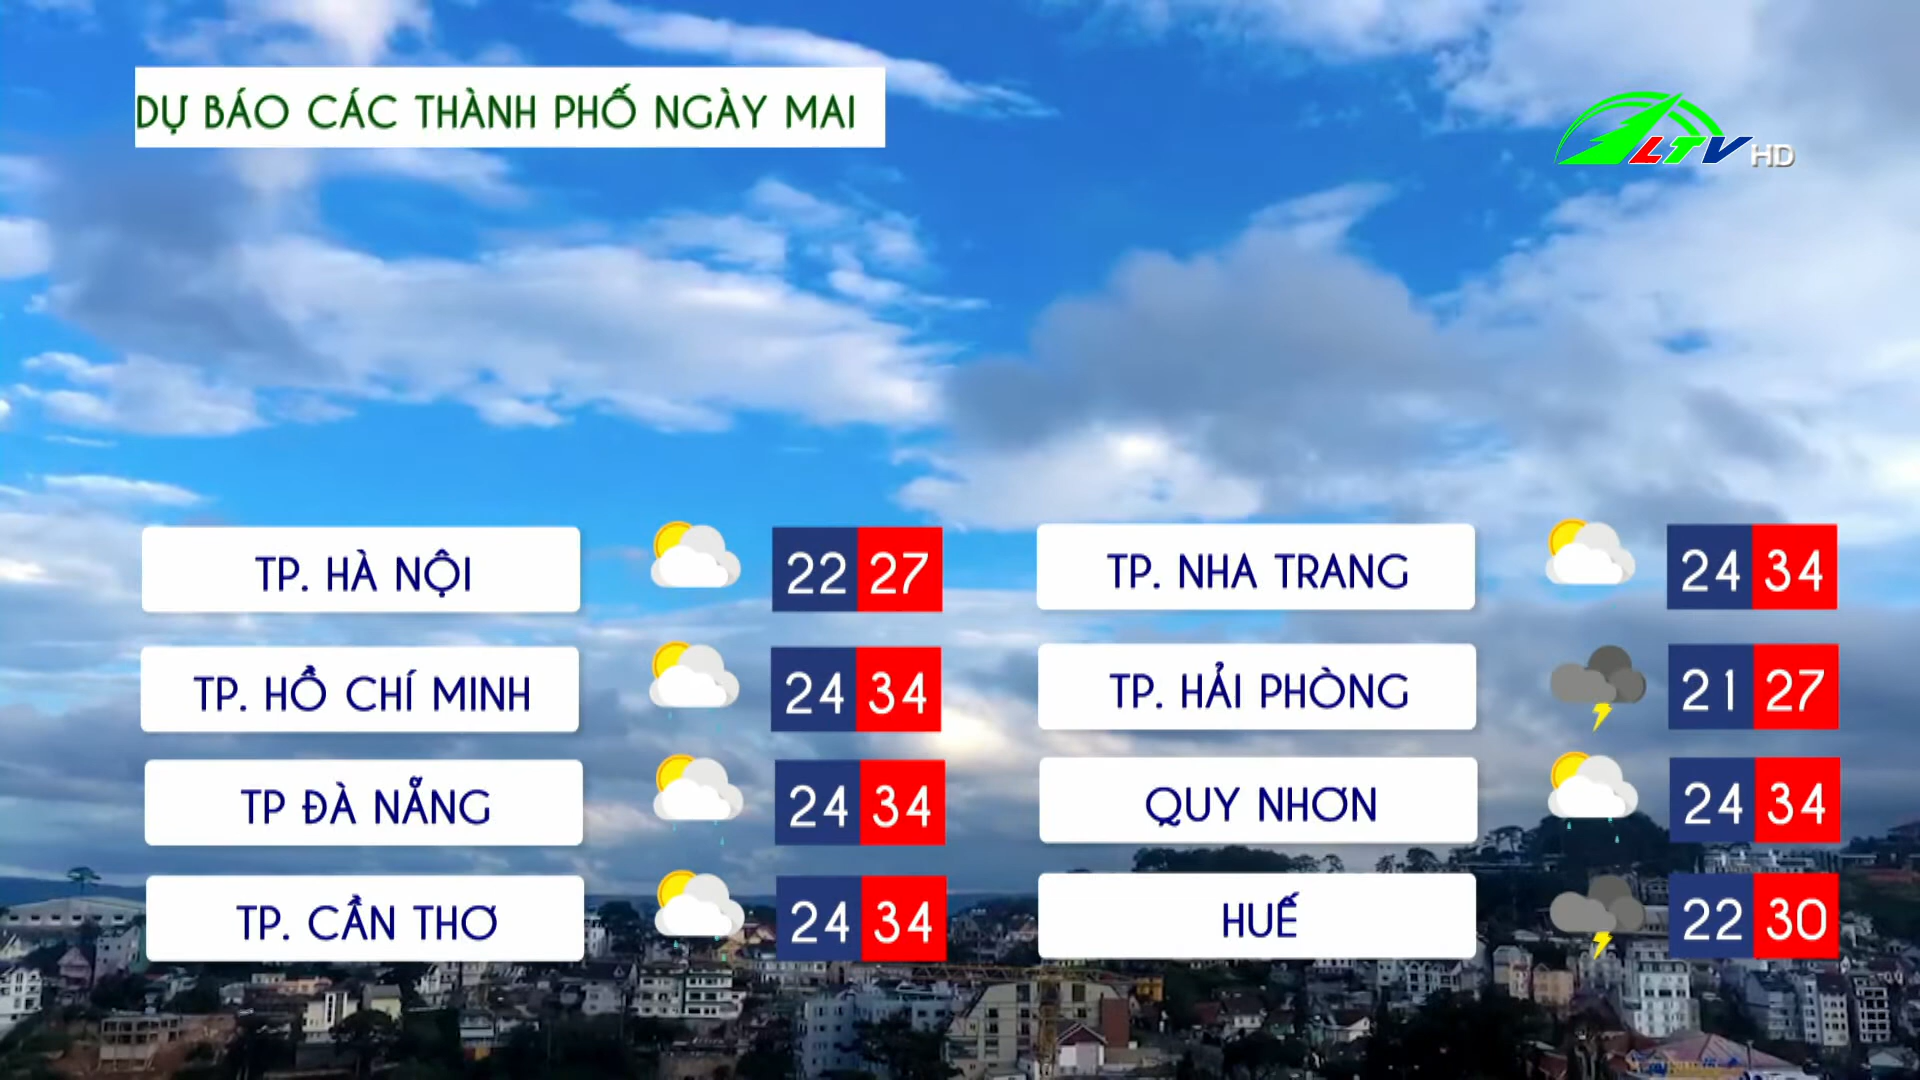 DỰ BÁO CÁC THÀNH PHỐ NGÀY MAI
LTV HD
TP. HÀ NỘI 22 27
TP. HỒ CHÍ MINH 24 34
TP ĐÀ NẴNG 24 34
TP. CẦN THƠ 24 34
TP. NHA TRANG 24 34
TP. HẢI PHÒNG 21 27
QUY NHƠN 24 34
HUẾ 22 30